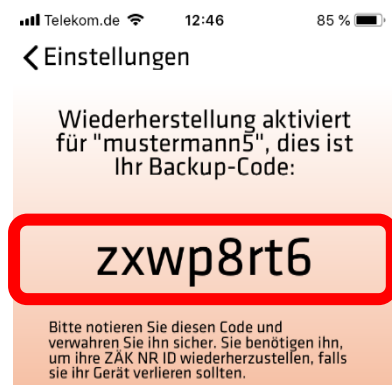 Telekom.de 12:46 85 %
Einstellungen
Wiederherstellung aktiviert
für "mustermann5", dies ist
Ihr Backup-Code:
zxwp8rt6
Bitte notieren Sie diesen Code und
verwahren Sie ihn sicher. Sie benötigen ihn,
um ihre ZÄK NR ID wiederherzustellen, falls
sie ihr Gerät verlieren sollten.